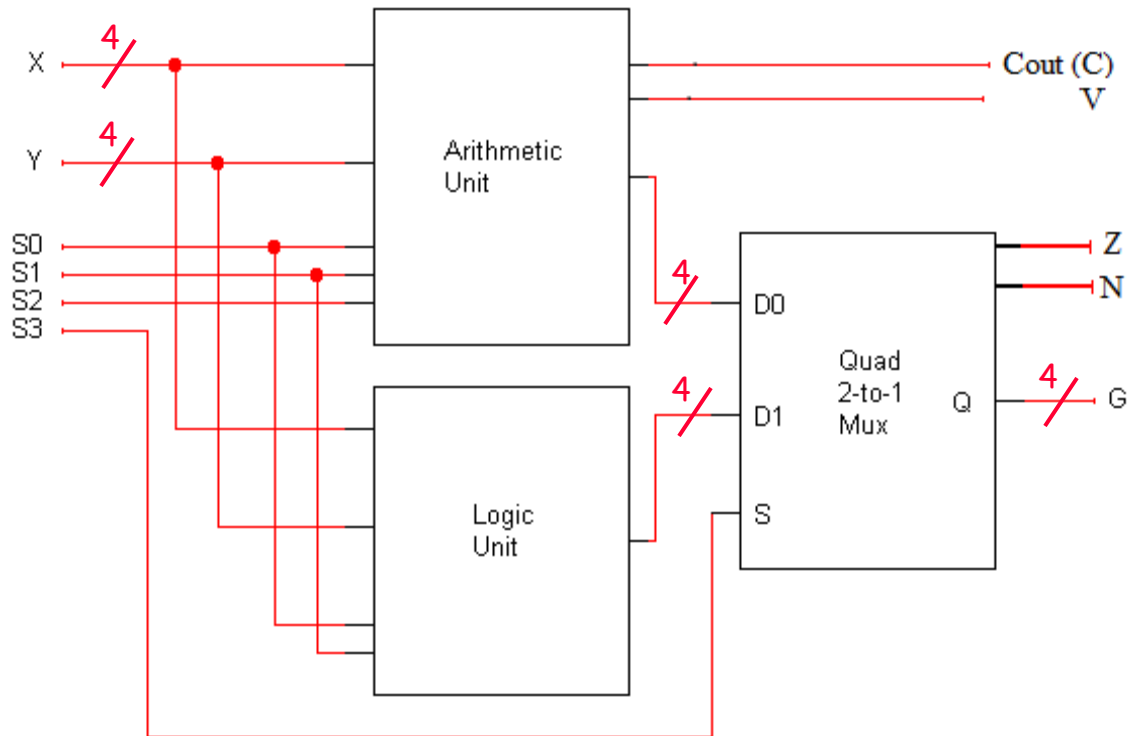 4
X
Cout (C)
V
4
Y
Arithmetic
Unit
S0
S1
S2
S3
Z
N
4
D0
Quad
2-to-1
Mux
4
D1
Q
4
G
Logic
Unit
S